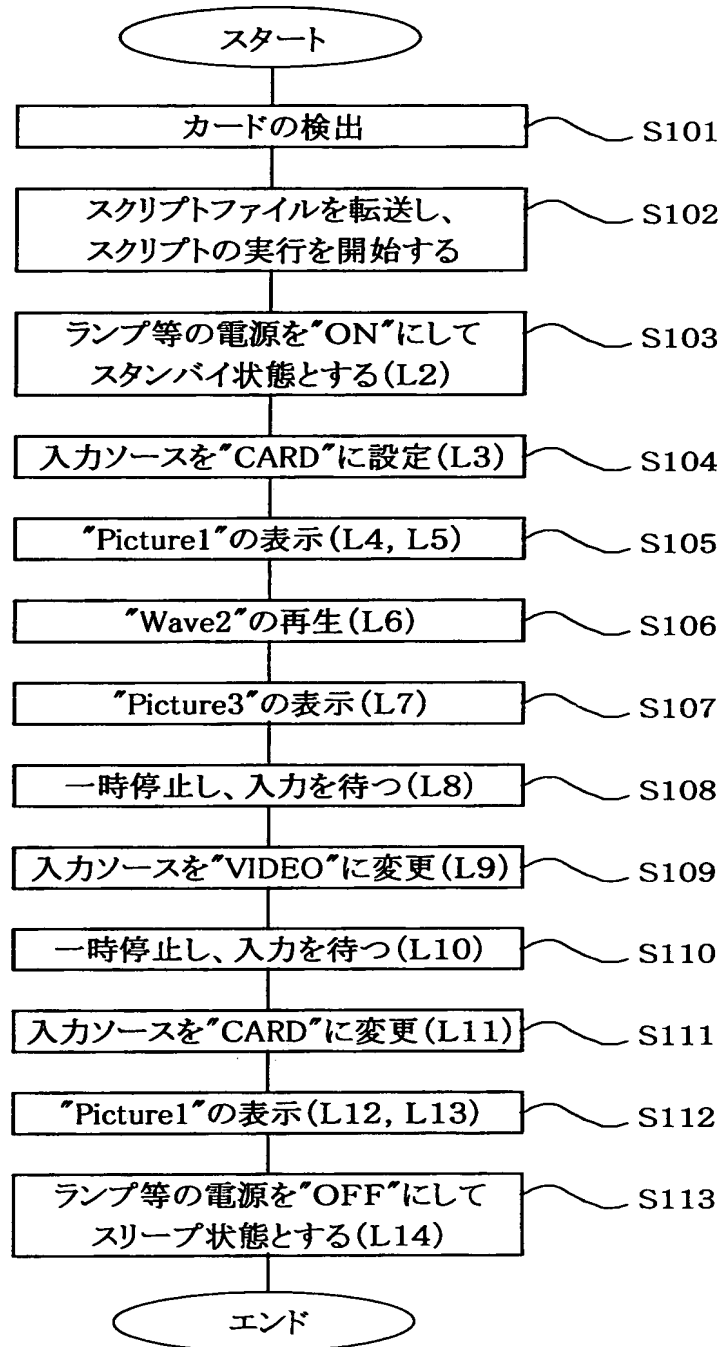 スタート
カードの検出
S101
スクリプトファイルを転送し、
スクリプトの実行を開始する
S102
ランプ等の電源を″ON″にして
スタンバイ状態とする(L2)
S103
入力ソースを″CARD″に設定(L3)
S104
″Picture1″の表示(L4, L5)
S105
″Wave2″の再生(L6)
S106
″Picture3″の表示(L7)
S107
一時停止し、入力を待つ(L8)
S108
入力ソースを″VIDEO″に変更(L9)
S109
一時停止し、入力を待つ(L10)
S110
入力ソースを″CARD″に変更(L11)
S111
″Picture1″の表示(L12, L13)
S112
ランプ等の電源を″OFF″にして
スリープ状態とする(L14)
S113
エンド